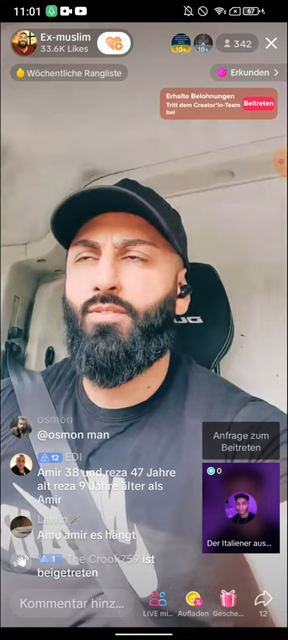 11:01
Ex-muslim
33.6K Likes
10+
10+
342
Wöchentliche Rangliste
Erkunden
Erhalte Belohnungen
Tritt dem Creator*in-Team
bei
Beitreten
osmon
@osmon man
12 EDI
Amir 38 und reza 47 Jahre
alt reza 9 Jahre älter als
Amir
Amu amir es hängt
1 The Crook759 ist
beigetreten
Anfrage zum
Beitreten
0
Der Italiener aus...
Kommentar hinz...
LIVE mi...
Aufladen
Gesche...
12